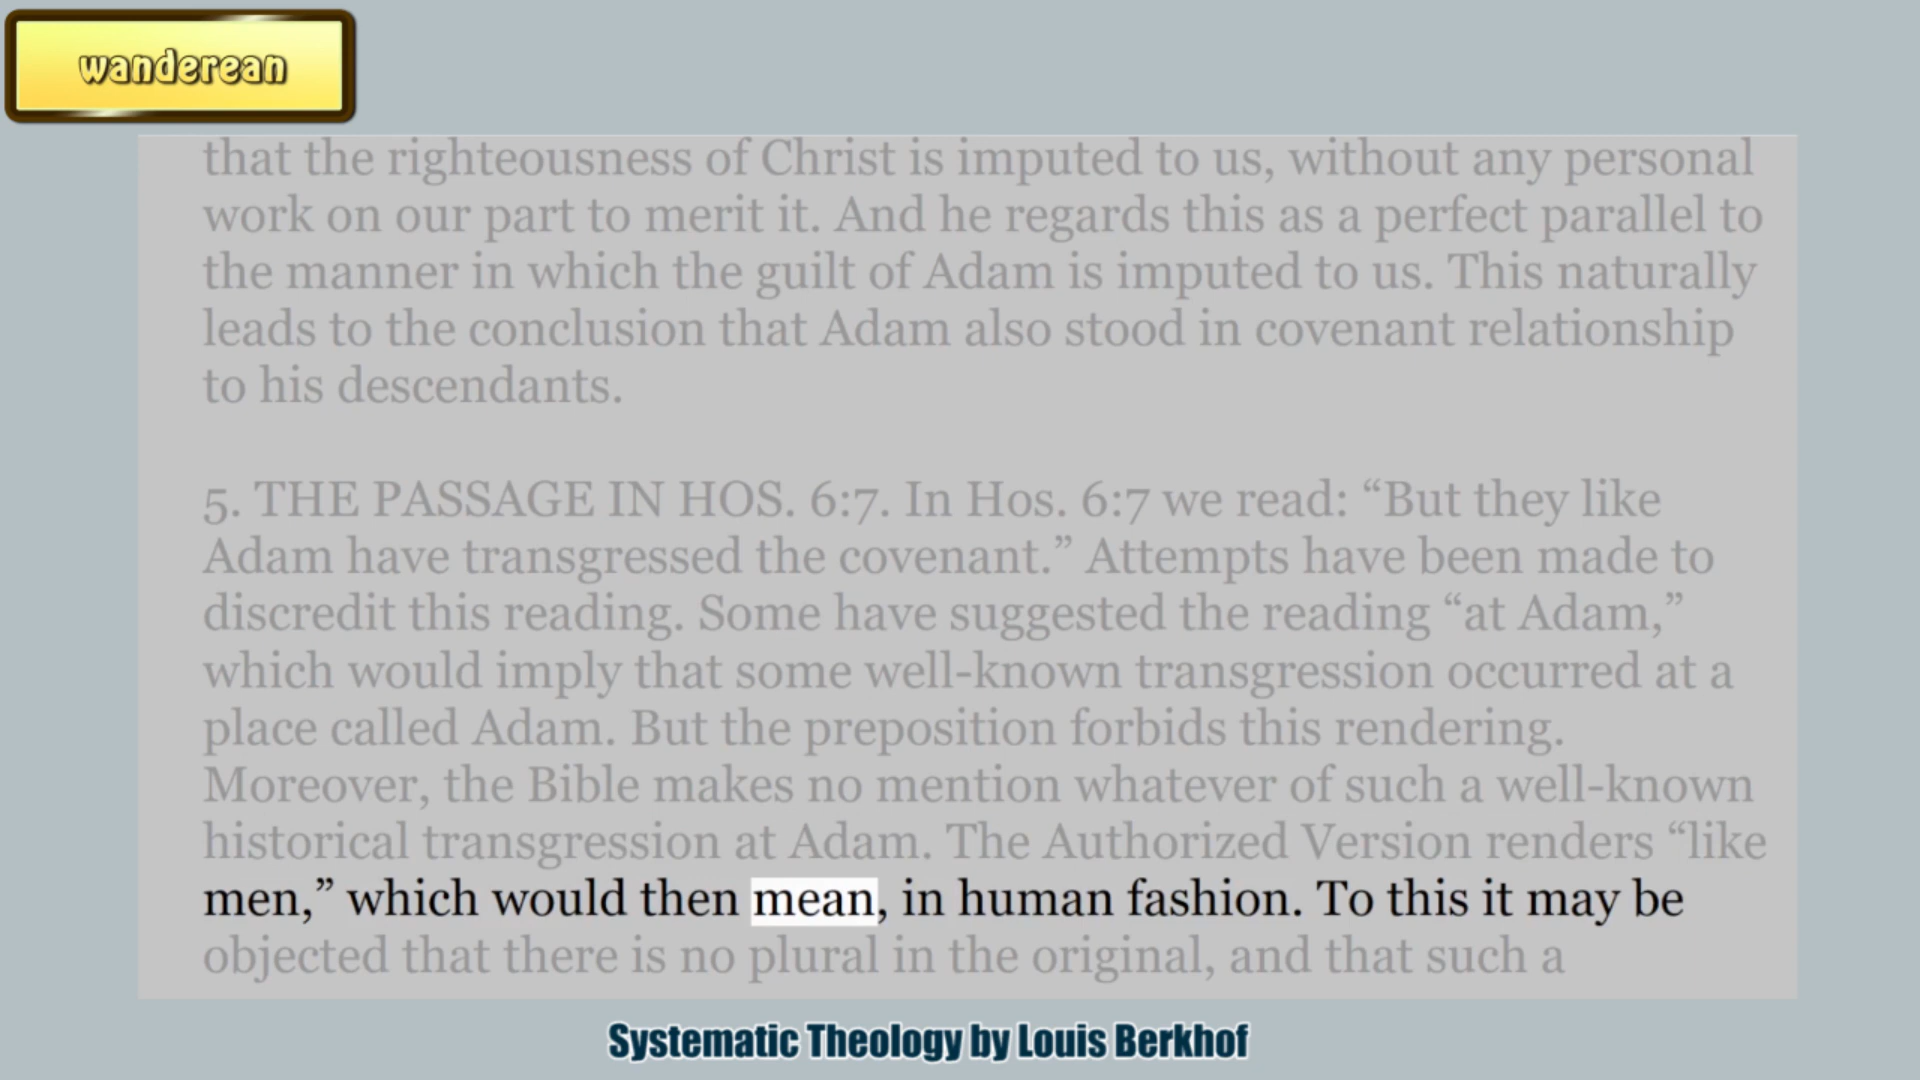 wanderean
that the righteousness of Christ is imputed to us, without any personal
work on our part to merit it. And he regards this as a perfect parallel to
the manner in which the guilt of Adam is imputed to us. This naturally
leads to the conclusion that Adam also stood in covenant relationship
to his descendants.
5. THE PASSAGE IN HOS. 6:7. In Hos. 6:7 we read: “But they like
Adam have transgressed the covenant.” Attempts have been made to
discredit this reading. Some have suggested the reading “at Adam,”
which would imply that some well-known transgression occurred at a
place called Adam. But the preposition forbids this rendering.
Moreover, the Bible makes no mention whatever of such a well-known
historical transgression at Adam. The Authorized Version renders “like
men,” which would then mean, in human fashion. To this it may be
objected that there is no plural in the original, and that such a
Systematic Theology by Louis Berkhof